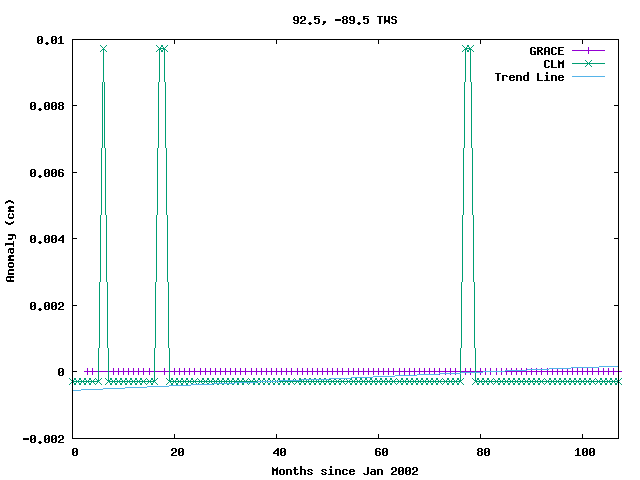 92.5, -89.5 TWS
0.01
0.008
0.006
0.004
0.002
0
-0.002
Anomaly (cm)
GRACE
CLM
Trend Line
0 20 40 60 80 100
Months since Jan 2002